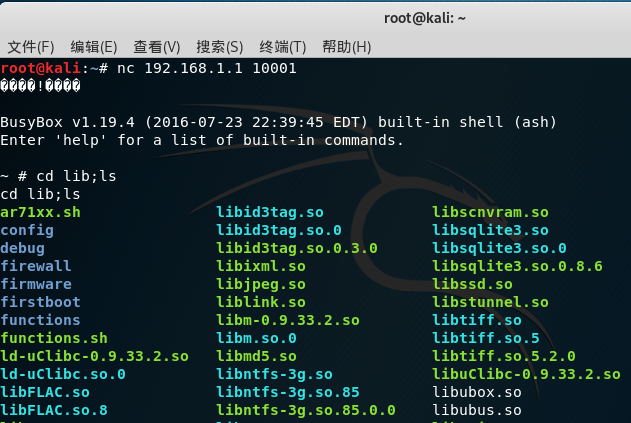 root@kali: ~
文件(F) 编辑(E) 查看(V) 搜索(S) 终端(T) 帮助(H)
root@kali:~# nc 192.168.1.1 10001
����!����
BusyBox v1.19.4 (2016-07-23 22:39:45 EDT) built-in shell (ash)
Enter 'help' for a list of built-in commands.
~ # cd lib;ls
cd lib;ls
ar71xx.sh libid3tag.so libscnvram.so
config libid3tag.so.0 libsqlite3.so
debug libid3tag.so.0.3.0 libsqlite3.so.0
firewall libixml.so libsqlite3.so.0.8.6
firmware libjpeg.so libssd.so
firstboot liblink.so libstunnel.so
functions libm-0.9.33.2.so libtiff.so
functions.sh libm.so.0 libtiff.so.5
ld-uClibc-0.9.33.2.so libmd5.so libtiff.so.5.2.0
ld-uClibc.so.0 libntfs-3g.so libuClibc-0.9.33.2.so
libFLAC.so libntfs-3g.so.85 libubox.so
libFLAC.so.8 libntfs-3g.so.85.0.0 libubus.so